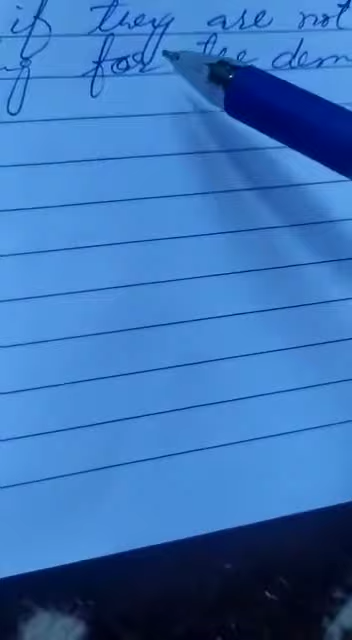 if they are not
for the dem